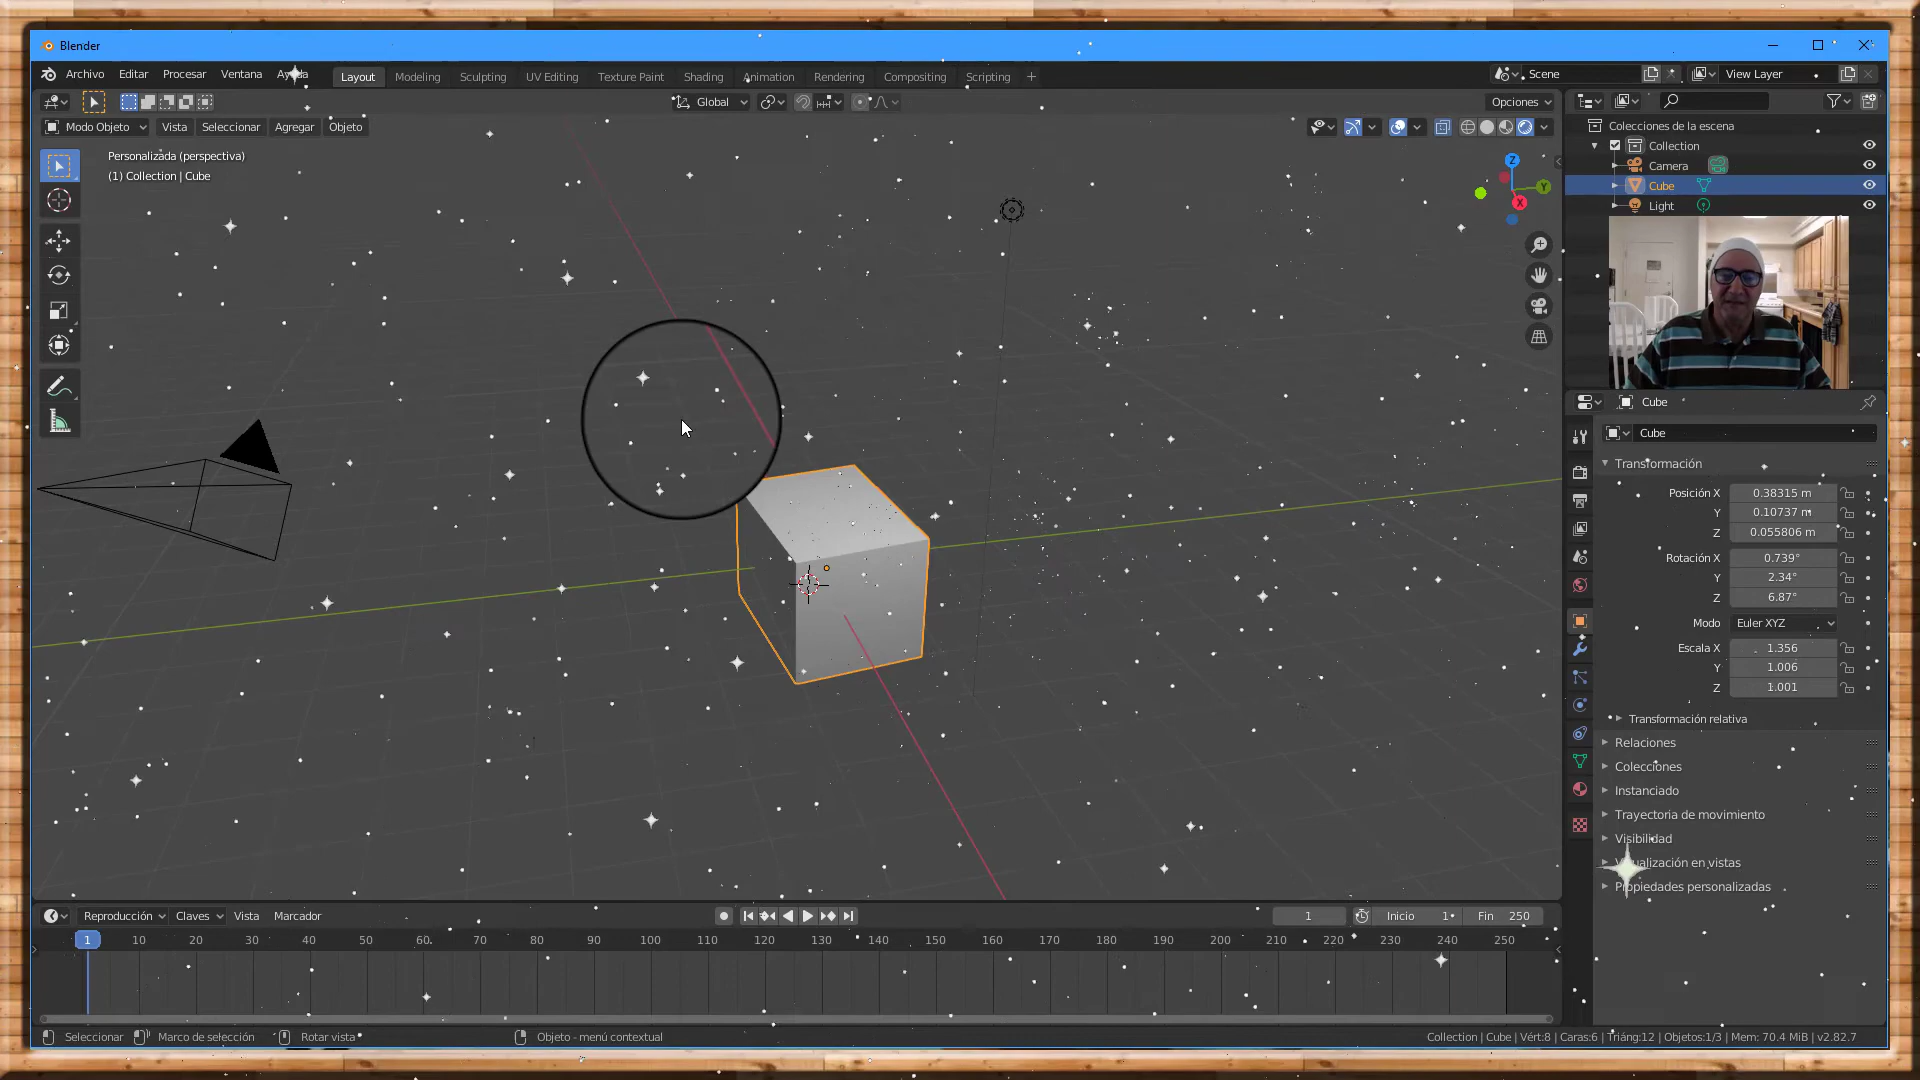 Blender
Archivo Editar Procesar Ventana Ayuda Layout Modeling Sculpting UV Editing Texture Paint Shading Animation Rendering Compositing Scripting + Scene View Layer
Global Opciones
Modo Objeto Vista Seleccionar Agregar Objeto
Personalizada (perspectiva)
(1) Collection | Cube
Z
Y
X
Colecciones de la escena
Collection
Camera
Cube
Light
Cube
Cube
Transformación
Posición X 0.38315 m
Y 0.10737 m
Z 0.055806 m
Rotación X 0.739°
Y 2.34°
Z 6.87°
Modo Euler XYZ
Escala X 1.356
Y 1.006
Z 1.001
Transformación relativa
Relaciones
Colecciones
Instanciado
Trayectoria de movimiento
Visibilidad
Visualización en vistas
Propiedades personalizadas
Reproducción Claves Vista Marcador 1 Inicio 1 Fin 250
1 10 20 30 40 50 60 70 80 90 100 110 120 130 140 150 160 170 180 190 200 210 220 230 240 250
Seleccionar Marco de selección Rotar vista Objeto - menú contextual Collection | Cube | Vért:8 | Caras:6 | Triáng:12 | Objetos:1/3 | Mem: 70.4 MiB | v2.82.7